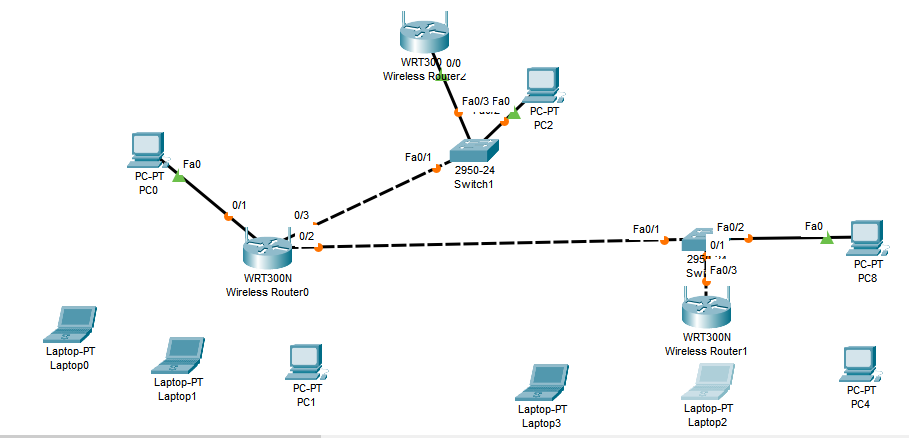 WRT300
0/0
Wireless Router2
Fa0/3
Fa0
PC-PT
PC2
PC-PT
PC0
Fa0
Fa0/1
2950-24
Switch1
0/1
0/3
0/2
WRT300N
Wireless Router0
Fa0/1
Fa0/2
Fa0
0/1
Fa0/3
PC-PT
PC8
WRT300N
Wireless Router1
Laptop-PT
Laptop0
Laptop-PT
Laptop1
PC-PT
PC1
Laptop-PT
Laptop3
Laptop-PT
Laptop2
PC-PT
PC4